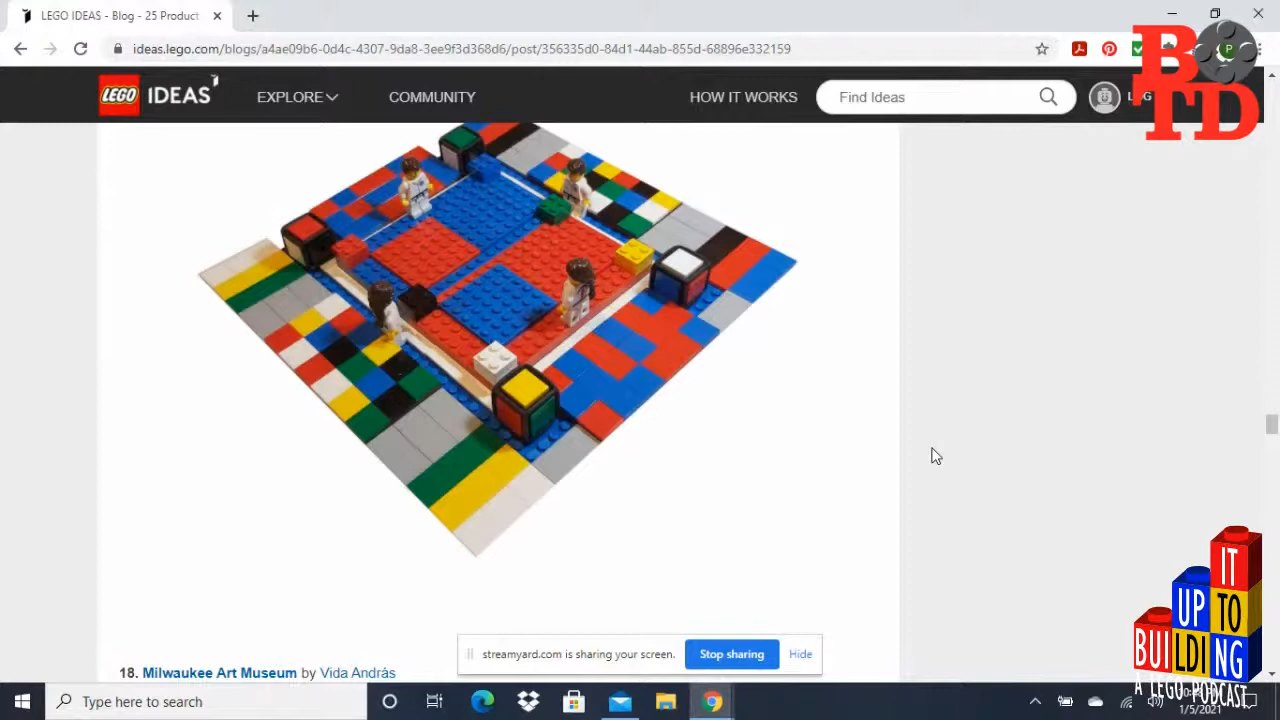 LEGO IDEAS - Blog - 25 Product
ideas.lego.com/blogs/a4ae09b6-0d4c-4307-9da8-3ee9f3d368d6/post/356335d0-84d1-44ab-855d-68896e332159
P
LEGO IDEAS
EXPLORE
COMMUNITY
HOW IT WORKS
Find Ideas
B TD
18. Milwaukee Art Museum by Vida András
streamyard.com is sharing your screen.
Stop sharing
Hide
BUILDING
UP TO
IT
A LEGO PODCAST
Type here to search
1/5/2021